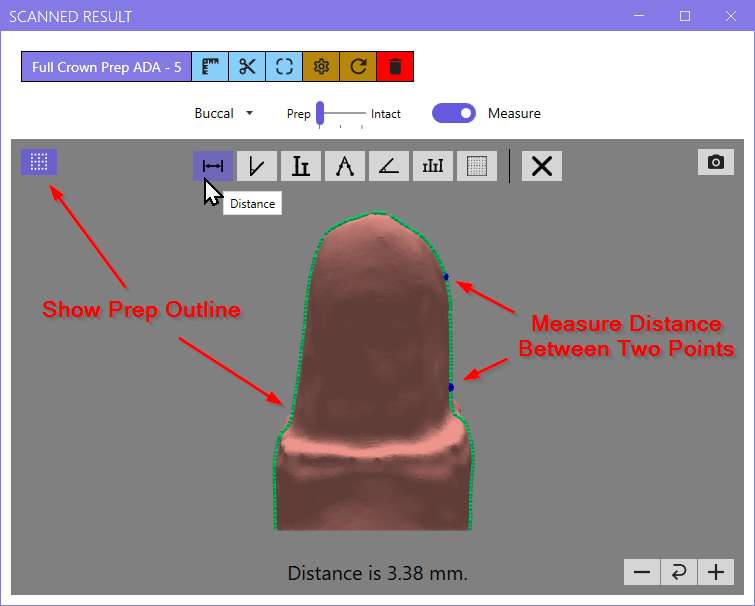 SCANNED RESULT
Full Crown Prep ADA - 5
Buccal
Prep
Intact
Measure
Distance
Show Prep Outline
Measure Distance
Between Two Points
Distance is 3.38 mm.